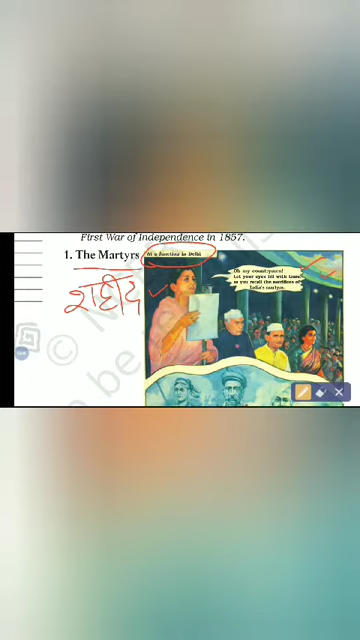 First War of Independence in 1857.
1. The Martyrs
At a function in Delhi
शहीद
Oh my countrymen!
Let your eyes fill with tears,
as you recall the sacrifices of
India's martyrs.